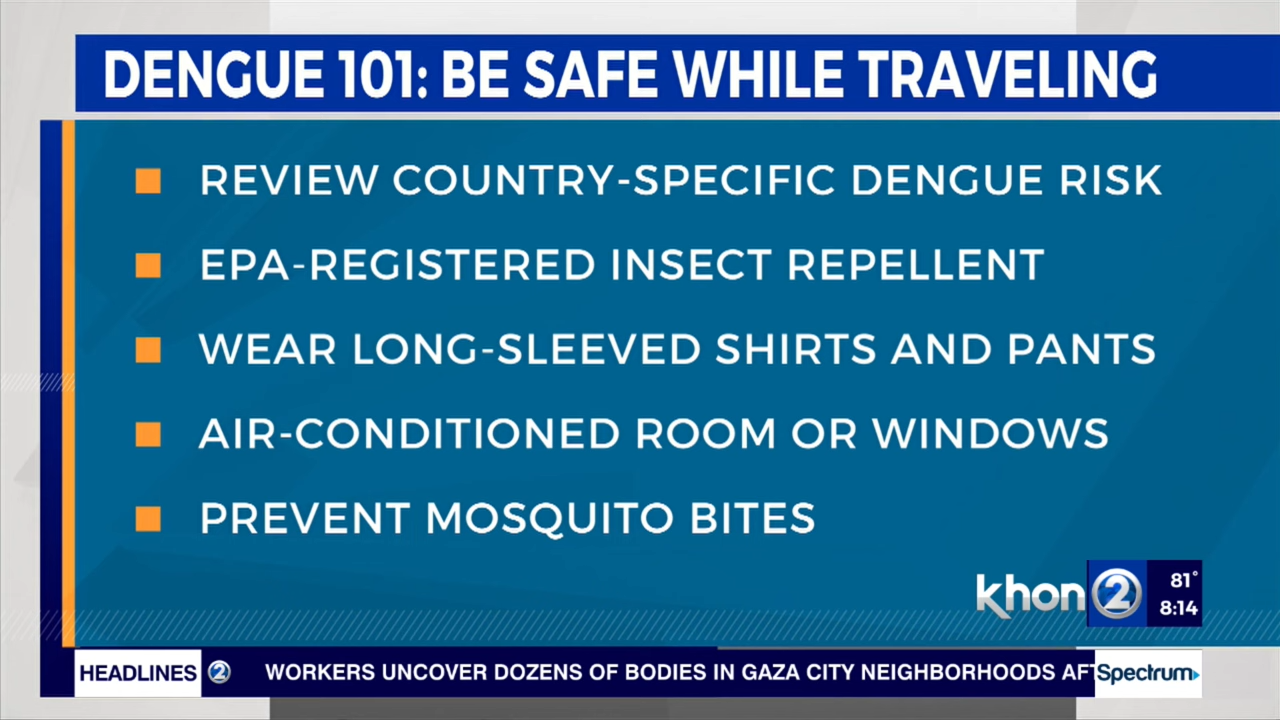 DENGUE 101: BE SAFE WHILE TRAVELING
REVIEW COUNTRY-SPECIFIC DENGUE RISK
EPA-REGISTERED INSECT REPELLENT
WEAR LONG-SLEEVED SHIRTS AND PANTS
AIR-CONDITIONED ROOM OR WINDOWS
PREVENT MOSQUITO BITES
khon 2 81°
8:14
HEADLINES 2 WORKERS UNCOVER DOZENS OF BODIES IN GAZA CITY NEIGHBORHOODS Spectrum